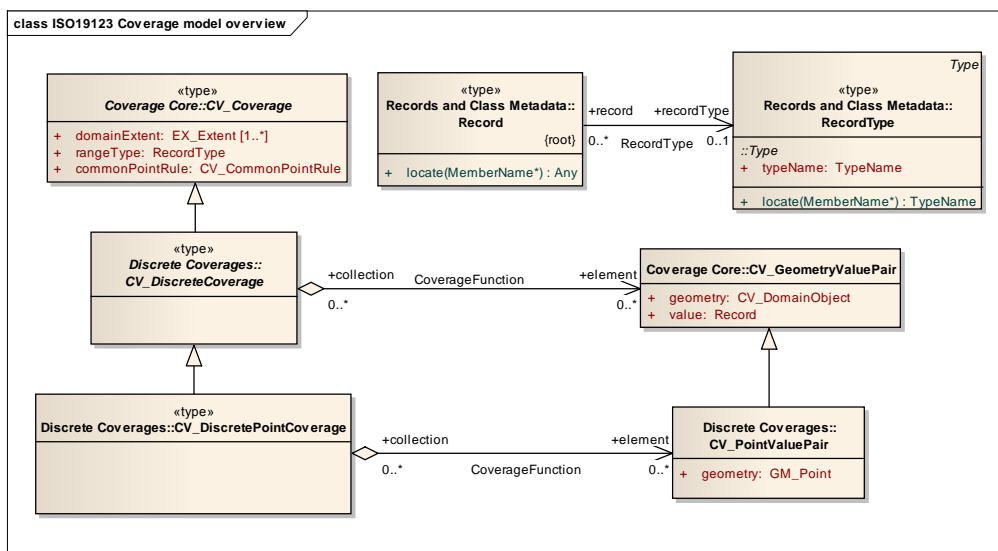 class ISO19123 Coverage model overview
«type»
Coverage Core::CV_Coverage
+ domainExtent: EX_Extent [1..*]
+ rangeType: RecordType
+ commonPointRule: CV_CommonPointRule
«type»
Records and Class Metadata::
Record
{root}
+ locate(MemberName*) : Any
+record
0..*
+recordType
0..1
RecordType
Type
«type»
Records and Class Metadata::
RecordType
::Type
+ typeName: TypeName
+ locate(MemberName*) : TypeName
«type»
Discrete Coverages::
CV_DiscreteCoverage
+collection
0..*
CoverageFunction
+element
0..*
Coverage Core::CV_GeometryValuePair
+ geometry: CV_DomainObject
+ value: Record
«type»
Discrete Coverages::CV_DiscretePointCoverage
+collection
0..*
CoverageFunction
+element
0..*
Discrete Coverages::
CV_PointValuePair
+ geometry: GM_Point